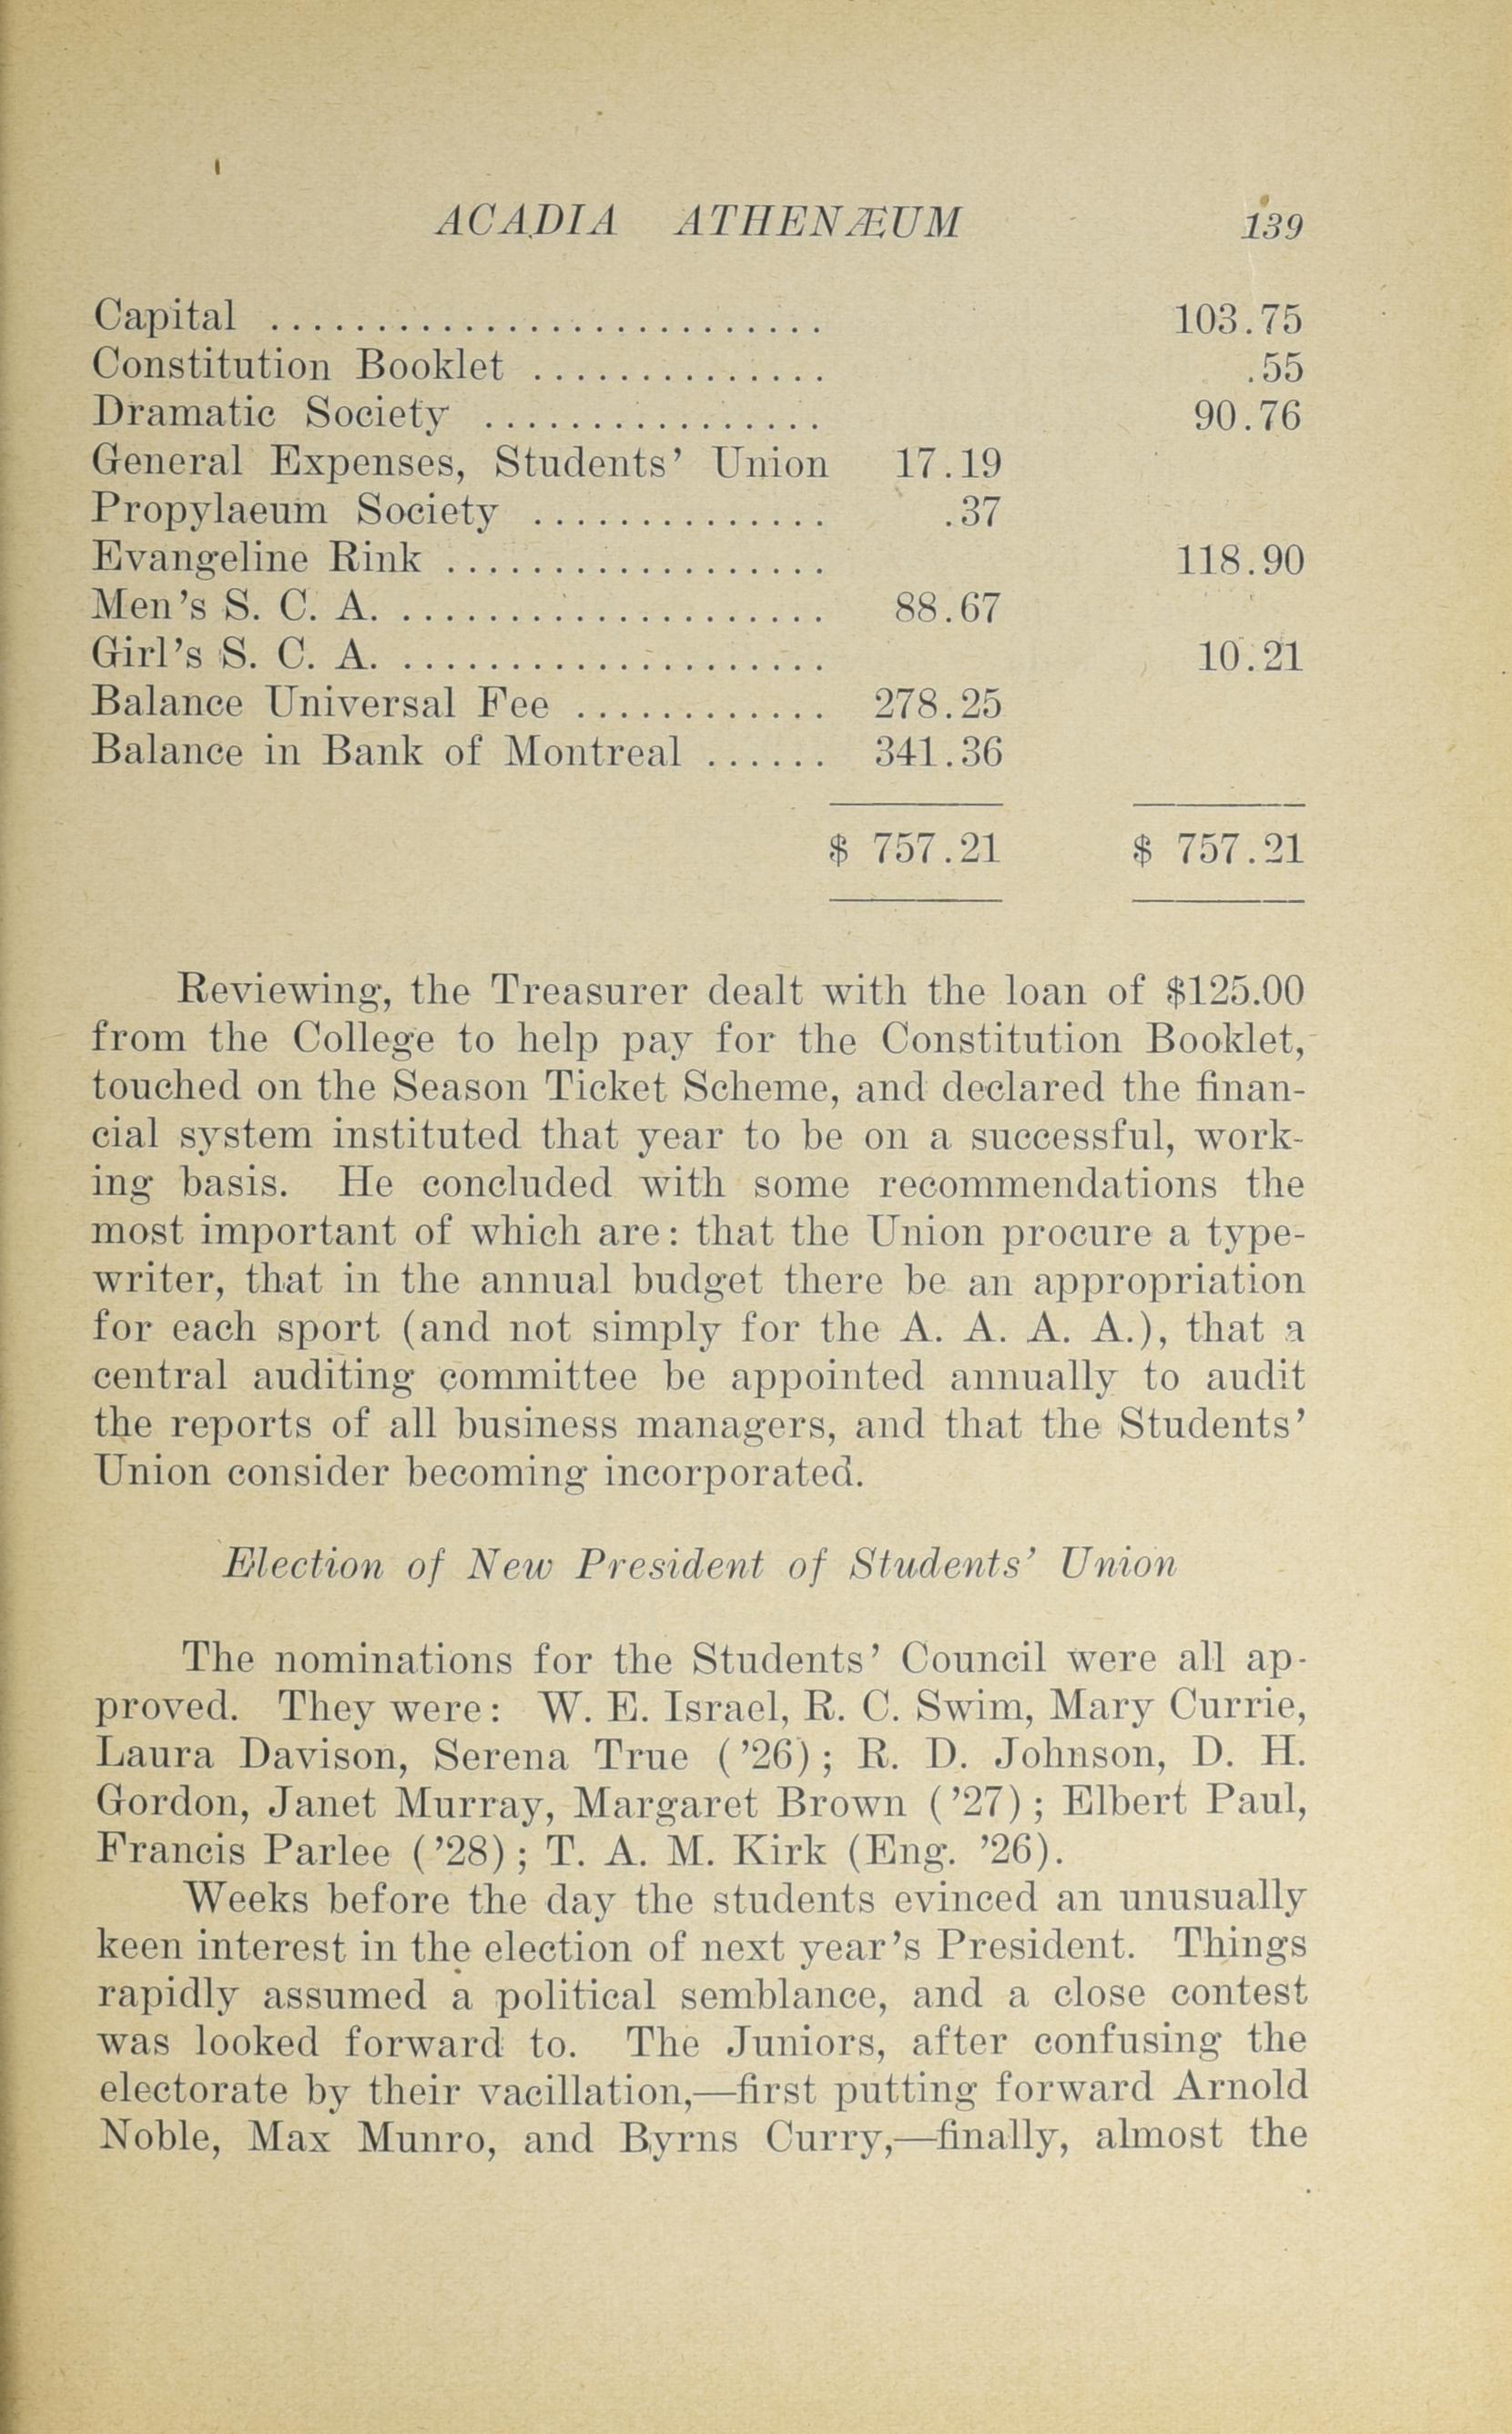 ACADIA ATHENÆUM 139
Capital .......................... 103.75
Constitution Booklet .............. .55
Dramatic Society ................ 90.76
General Expenses, Students' Union 17.19
Propylaeum Society .............. .37
Evangeline Rink .................. 118.90
Men's S. C. A. .................... 88.67
Girl's S. C. A. .................... 10.21
Balance Universal Fee ............ 278.25
Balance in Bank of Montreal ...... 341.36
$ 757.21 $ 757.21
Reviewing, the Treasurer dealt with the loan of $125.00
from the College to help pay for the Constitution Booklet,
touched on the Season Ticket Scheme, and declared the finan-
cial system instituted that year to be on a successful, work-
ing basis. He concluded with some recommendations the
most important of which are: that the Union procure a type-
writer, that in the annual budget there be an appropriation
for each sport (and not simply for the A. A. A. A.), that a
central auditing committee be appointed annually to audit
the reports of all business managers, and that the Students'
Union consider becoming incorporated.
Election of New President of Students' Union
The nominations for the Students' Council were all ap-
proved. They were: W. E. Israel, R. C. Swim, Mary Currie,
Laura Davison, Serena True ('26); R. D. Johnson, D. H.
Gordon, Janet Murray, Margaret Brown ('27); Elbert Paul,
Francis Parlee ('28); T. A. M. Kirk (Eng. '26).
Weeks before the day the students evinced an unusually
keen interest in the election of next year's President. Things
rapidly assumed a political semblance, and a close contest
was looked forward to. The Juniors, after confusing the
electorate by their vacillation,—first putting forward Arnold
Noble, Max Munro, and Byrns Curry,—finally, almost the